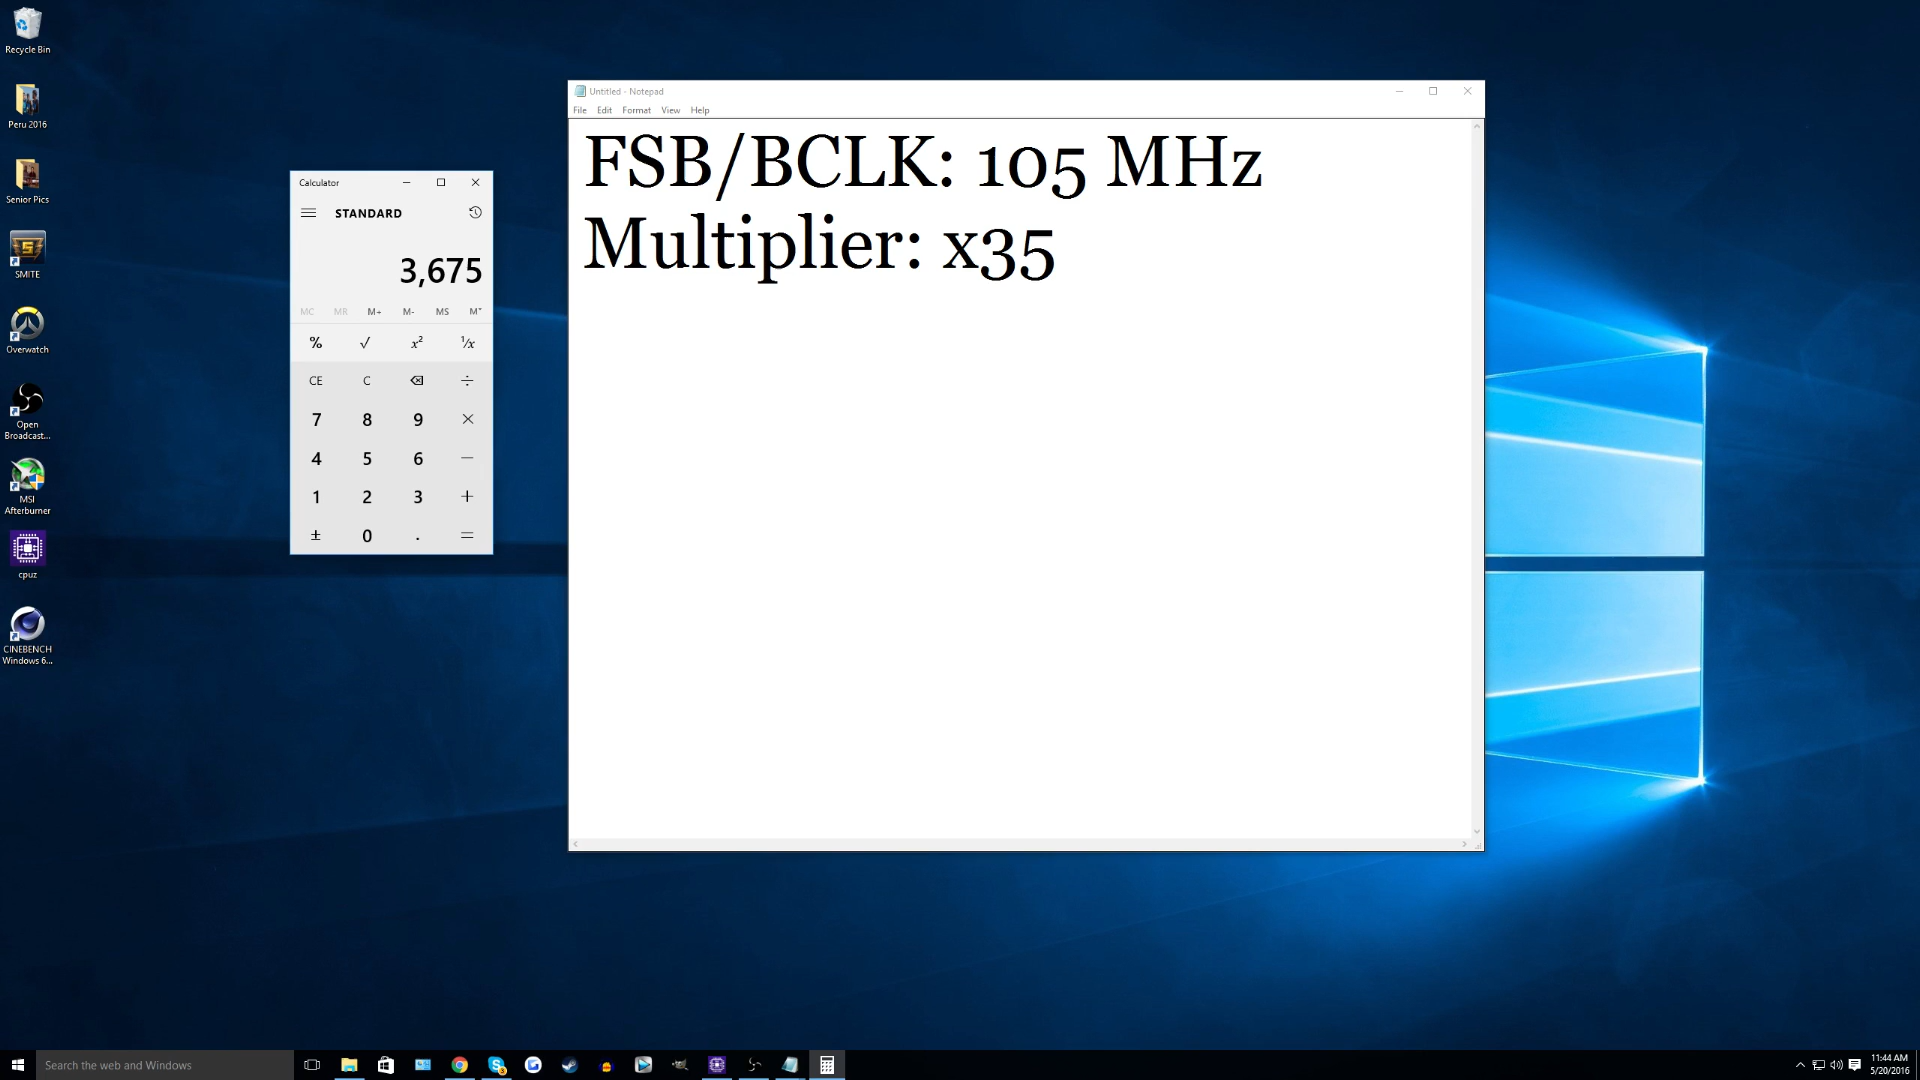 Recycle Bin
Peru 2016
Senior Pics
SMITE
Overwatch
Open
Broadcast...
MSI
Afterburner
cpuz
CINEBENCH
Windows 6...
Calculator
STANDARD
3,675
MC MR M+ M- MS M˅
% √ x² ¹/x
CE C ÷
7 8 9 ×
4 5 6 −
1 2 3 +
± 0 . =
Untitled - Notepad
File Edit Format View Help
FSB/BCLK: 105 MHz
Multiplier: x35
Search the web and Windows
11:44 AM
5/20/2016